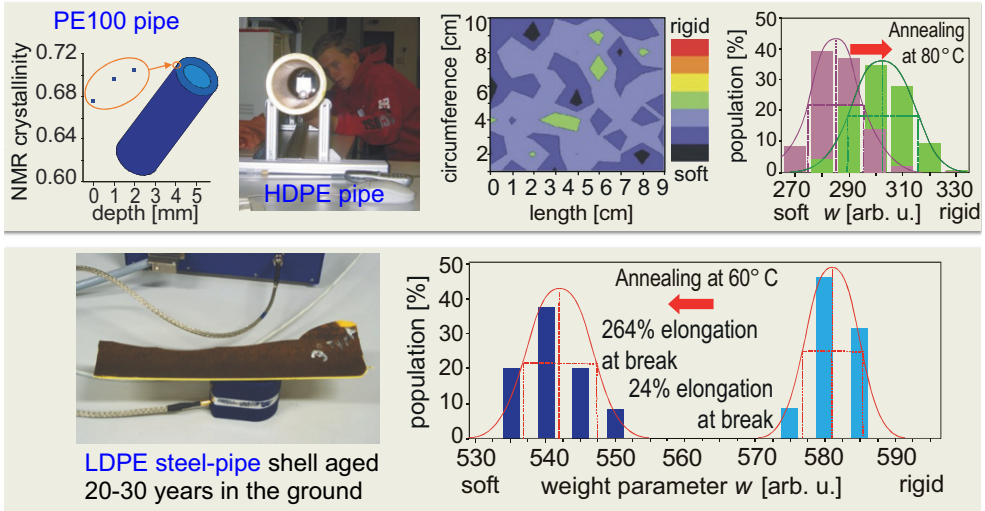 PE100 pipe
NMR crystallinity
0.72
0.68
0.64
0.60
0 1 2 3 4 5
depth [mm]
HDPE pipe
circumference [cm]
10
8
6
4
2
0 1 2 3 4 5 6 7 8 9
length [cm]
rigid
soft
population [%]
50
40
30
20
10
0
Annealing
at 80° C
270 290 310 330
soft w [arb. u.] rigid
LDPE steel-pipe shell aged
20-30 years in the ground
3
population [%]
50
40
30
20
10
0
Annealing at 60° C
264% elongation
at break
24% elongation
at break
530 540 550 560 570 580 590
soft weight parameter w [arb. u.] rigid